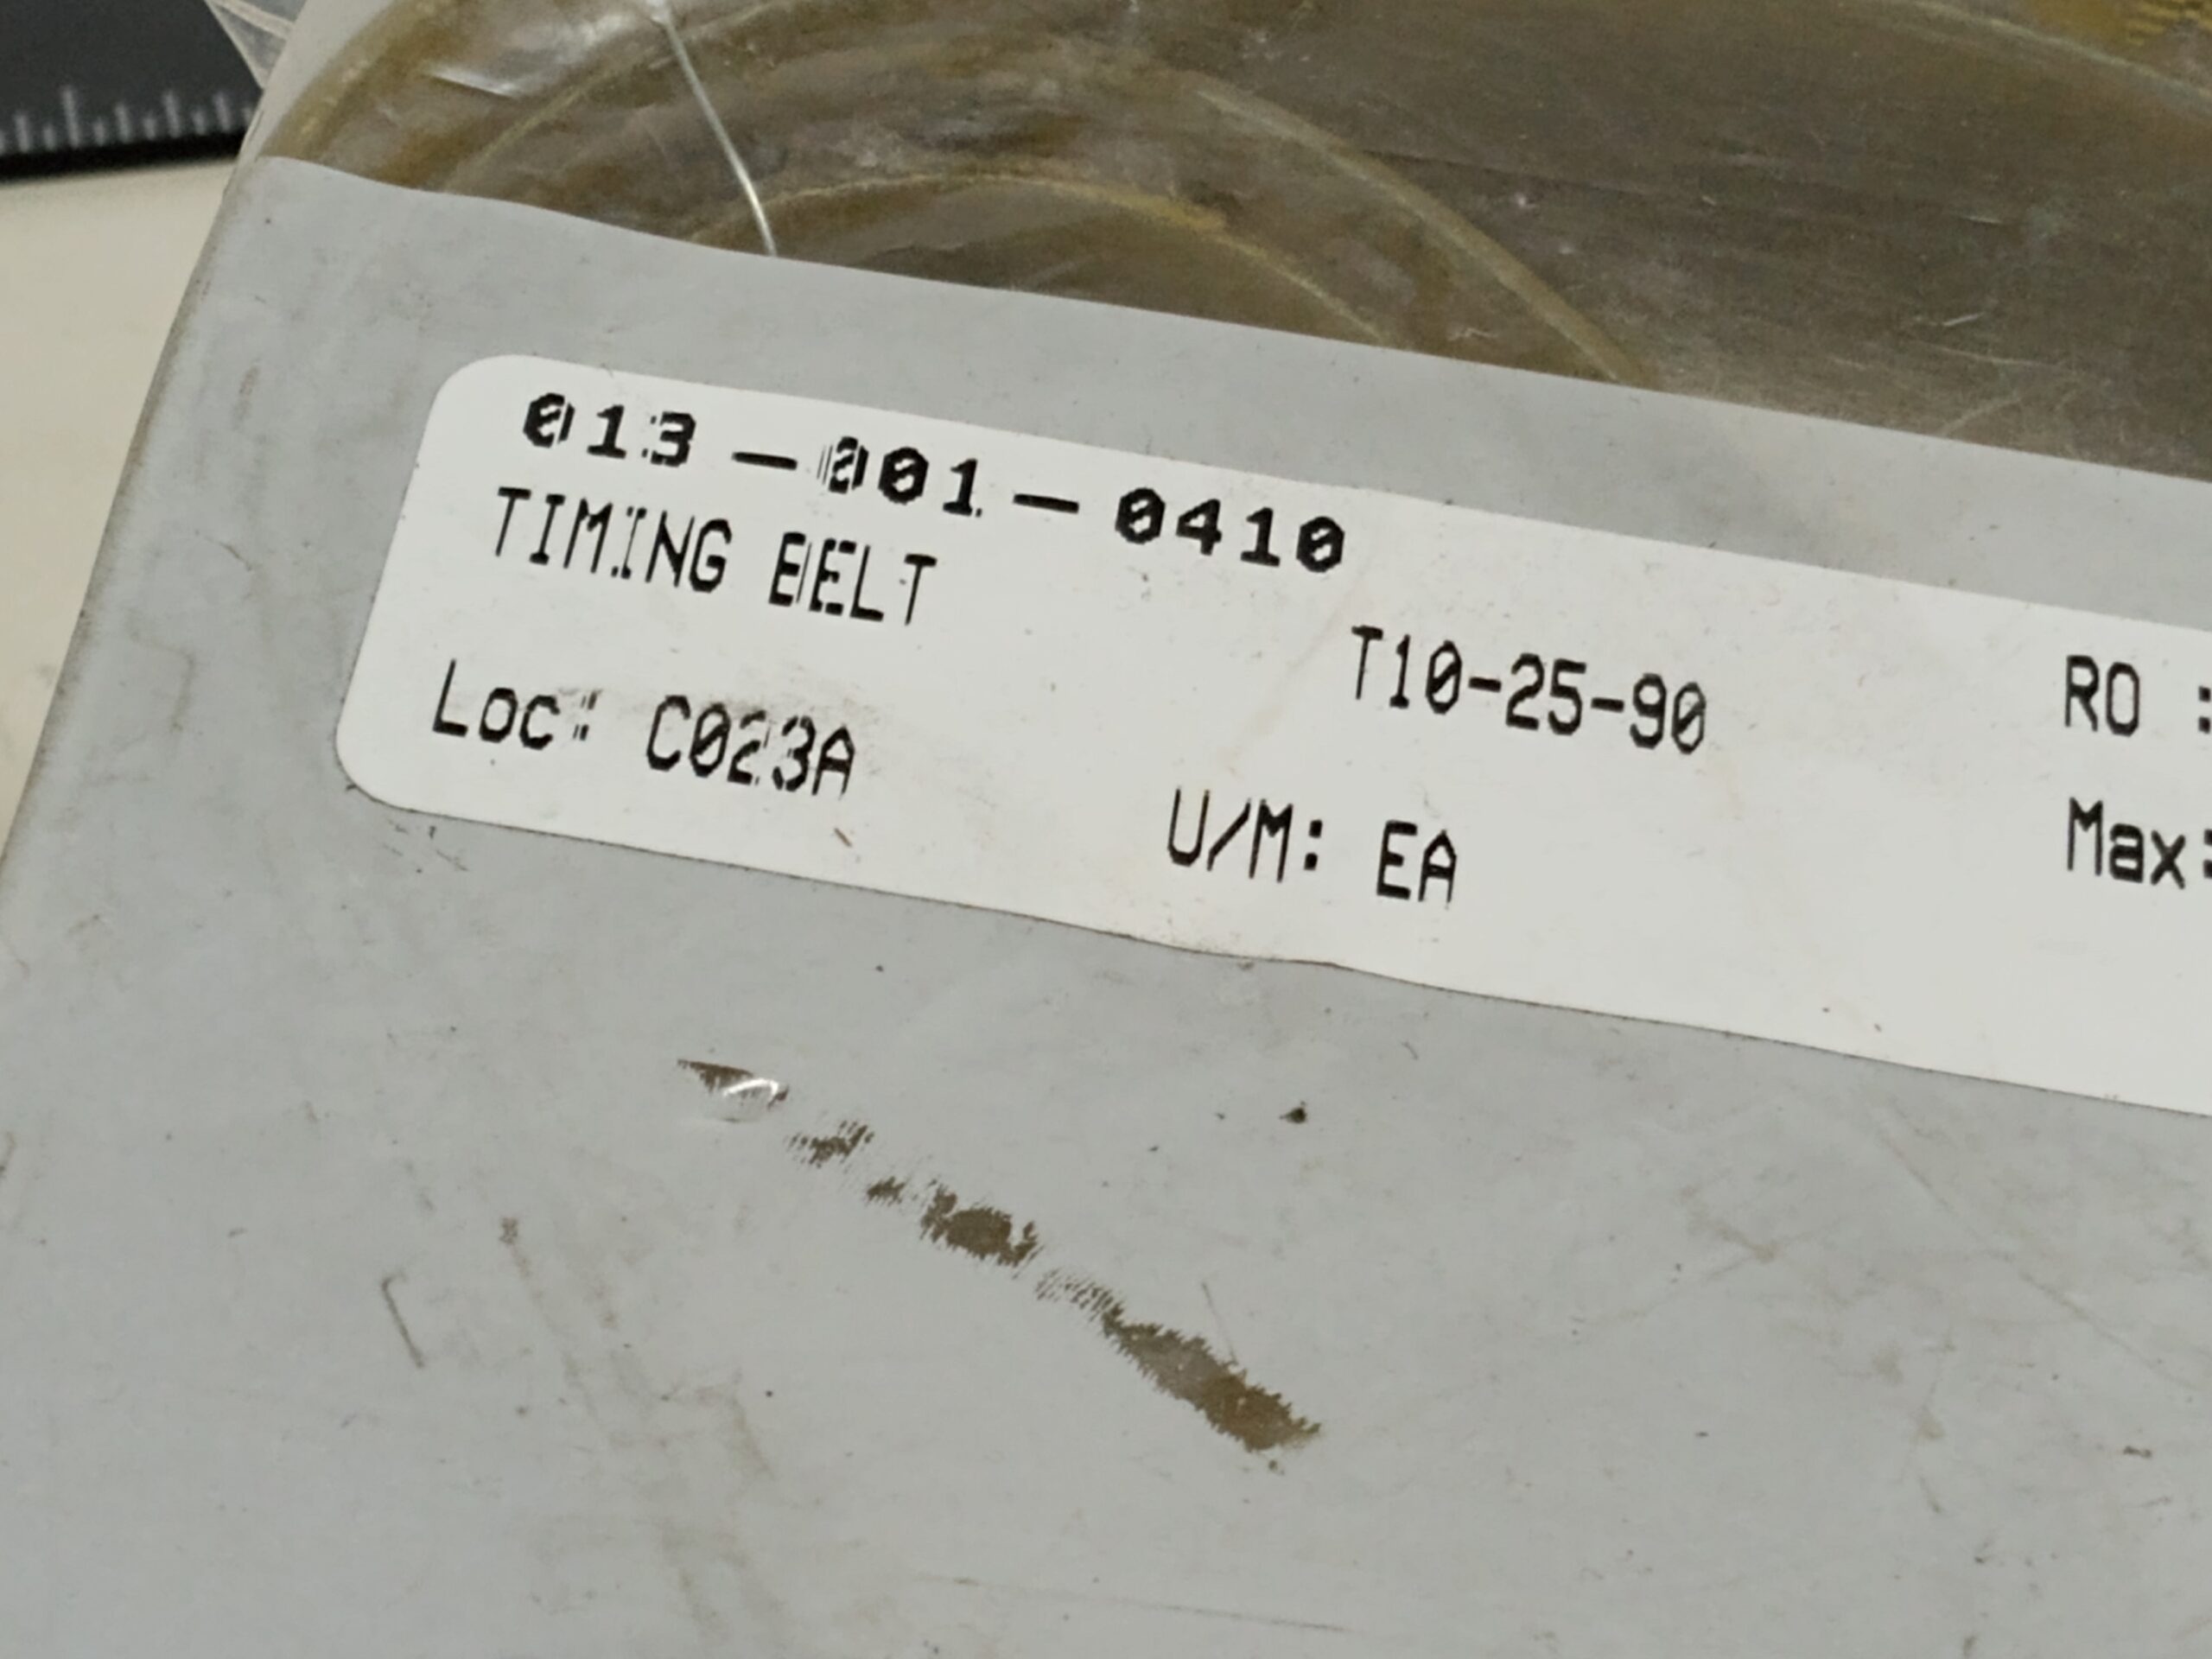 013-001-0410
TIMING BELT
T10-25-90
RO :
Loc: C023A
U/M: EA
Max: